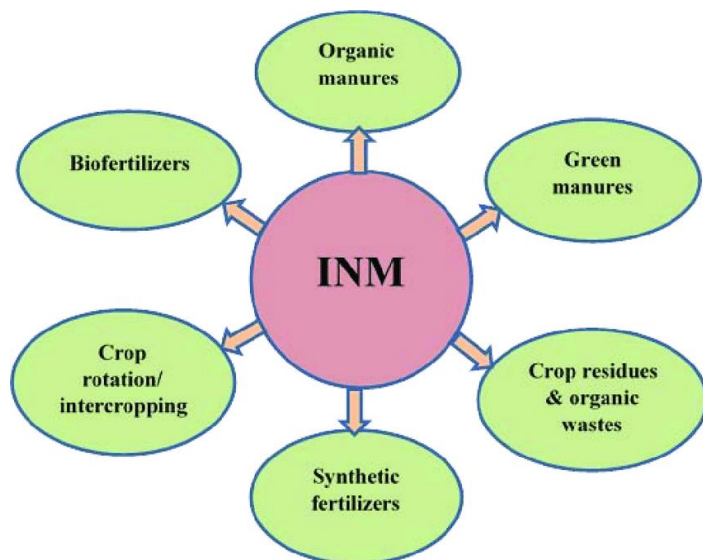 Organic
manures
Biofertilizers
Green
manures
INM
Crop
rotation/
intercropping
Crop residues
& organic
wastes
Synthetic
fertilizers